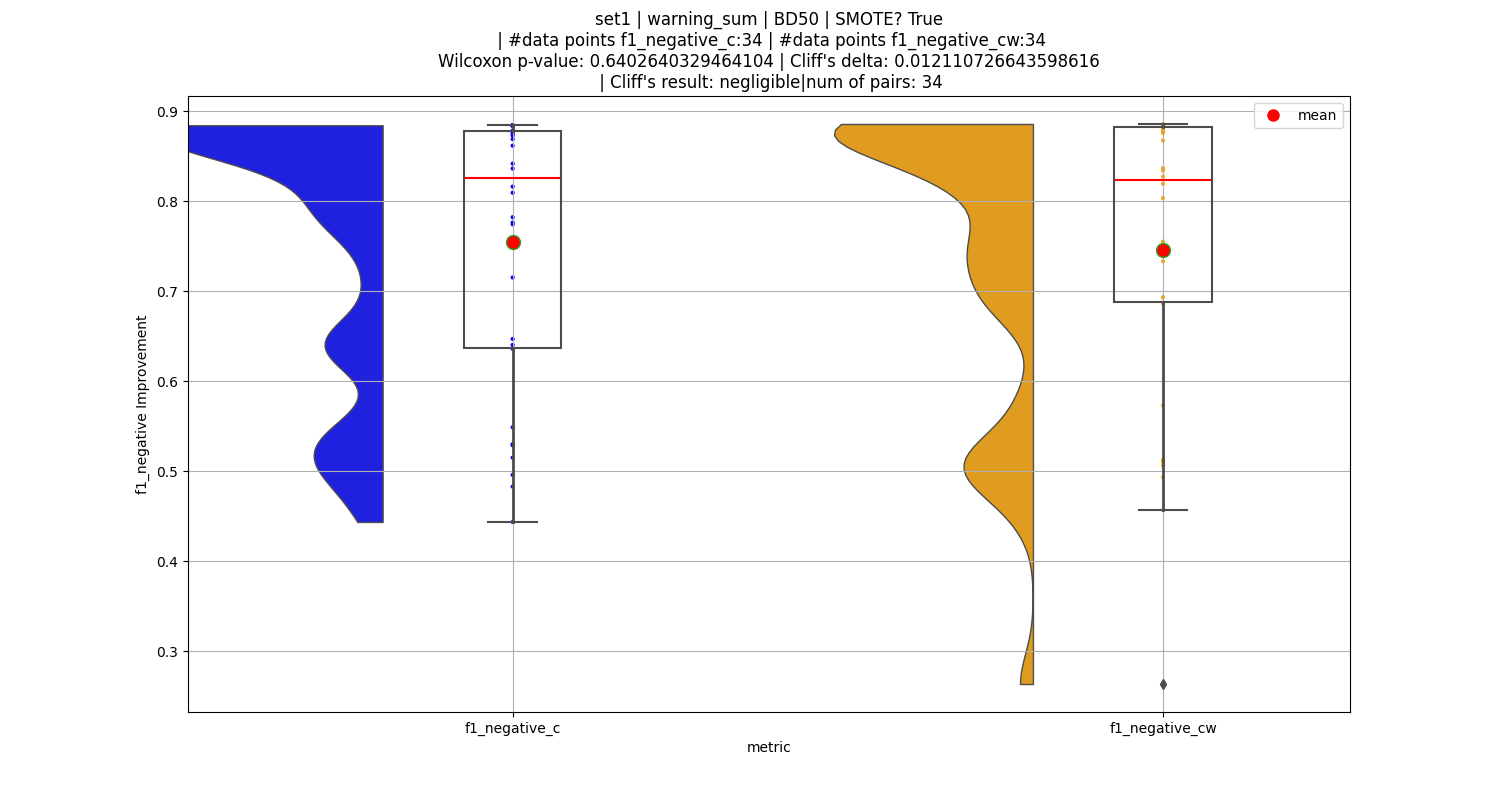 set1 | warning_sum | BD50 | SMOTE? True
| #data points f1_negative_c:34 | #data points f1_negative_cw:34
Wilcoxon p-value: 0.6402640329464104 | Cliff's delta: 0.012110726643598616
| Cliff's result: negligible|num of pairs: 34
mean
0.9
0.8
0.7
0.6
0.5
0.4
0.3
f1_negative Improvement
f1_negative_c
f1_negative_cw
metric